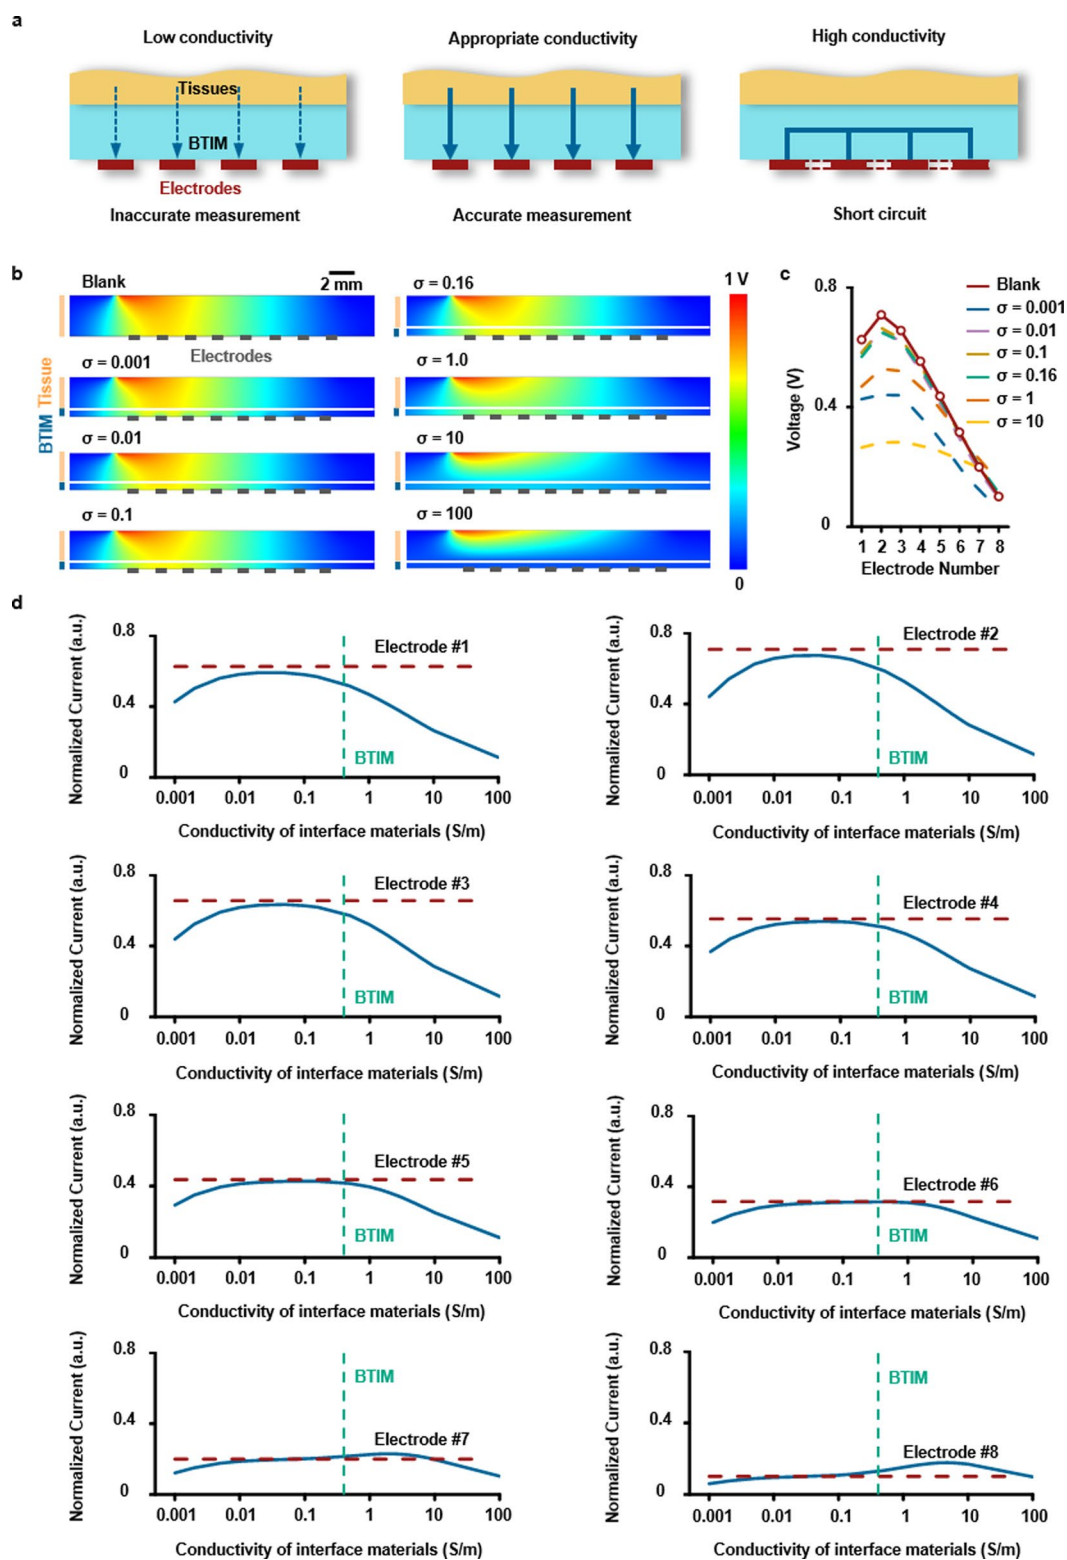 a
Low conductivity
Appropriate conductivity
High conductivity
Tissues
BTIM
Electrodes
Inaccurate measurement
Accurate measurement
Short circuit
b
Blank
2 mm
σ = 0.16
1 V
Electrodes
σ = 0.001
σ = 1.0
σ = 0.01
σ = 10
σ = 0.1
σ = 100
0
BTIM Tissue
c
Blank
σ = 0.001
σ = 0.01
σ = 0.1
σ = 0.16
σ = 1
σ = 10
Voltage (V)
0.8
0.4
0
1 2 3 4 5 6 7 8
Electrode Number
d
Normalized Current (a.u.)
0.8
0.4
0
Electrode #1
BTIM
0.001 0.01 0.1 1 10 100
Conductivity of interface materials (S/m)
Normalized Current (a.u.)
0.8
0.4
0
Electrode #2
BTIM
0.001 0.01 0.1 1 10 100
Conductivity of interface materials (S/m)
Normalized Current (a.u.)
0.8
0.4
0
Electrode #3
BTIM
0.001 0.01 0.1 1 10 100
Conductivity of interface materials (S/m)
Normalized Current (a.u.)
0.8
0.4
0
Electrode #4
BTIM
0.001 0.01 0.1 1 10 100
Conductivity of interface materials (S/m)
Normalized Current (a.u.)
0.8
0.4
0
Electrode #5
BTIM
0.001 0.01 0.1 1 10 100
Conductivity of interface materials (S/m)
Normalized Current (a.u.)
0.8
0.4
0
Electrode #6
BTIM
0.001 0.01 0.1 1 10 100
Conductivity of interface materials (S/m)
Normalized Current (a.u.)
0.8
0.4
0
BTIM
Electrode #7
0.001 0.01 0.1 1 10 100
Conductivity of interface materials (S/m)
Normalized Current (a.u.)
0.8
0.4
0
BTIM
Electrode #8
0.001 0.01 0.1 1 10 100
Conductivity of interface materials (S/m)